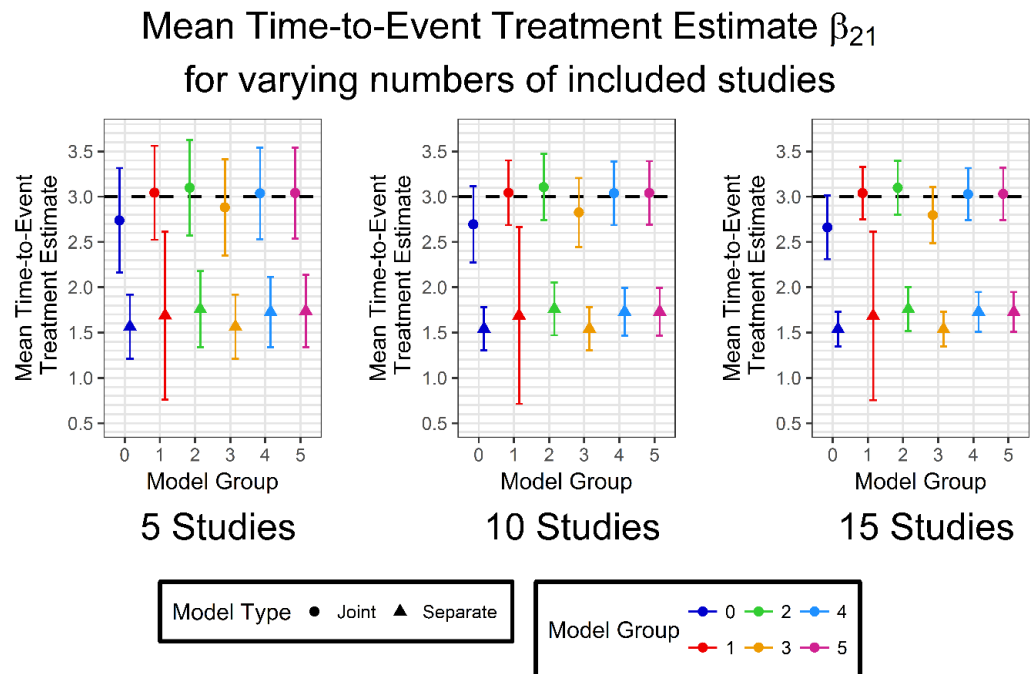 Mean Time-to-Event Treatment Estimate β21
for varying numbers of included studies
Mean Time-to-Event
Treatment Estimate
3.5
3.0
2.5
2.0
1.5
1.0
0.5
0 1 2 3 4 5
Model Group
5 Studies
Mean Time-to-Event
Treatment Estimate
3.5
3.0
2.5
2.0
1.5
1.0
0.5
0 1 2 3 4 5
Model Group
10 Studies
Mean Time-to-Event
Treatment Estimate
3.5
3.0
2.5
2.0
1.5
1.0
0.5
0 1 2 3 4 5
Model Group
15 Studies
Model Type Joint Separate
Model Group
0 2 4
1 3 5